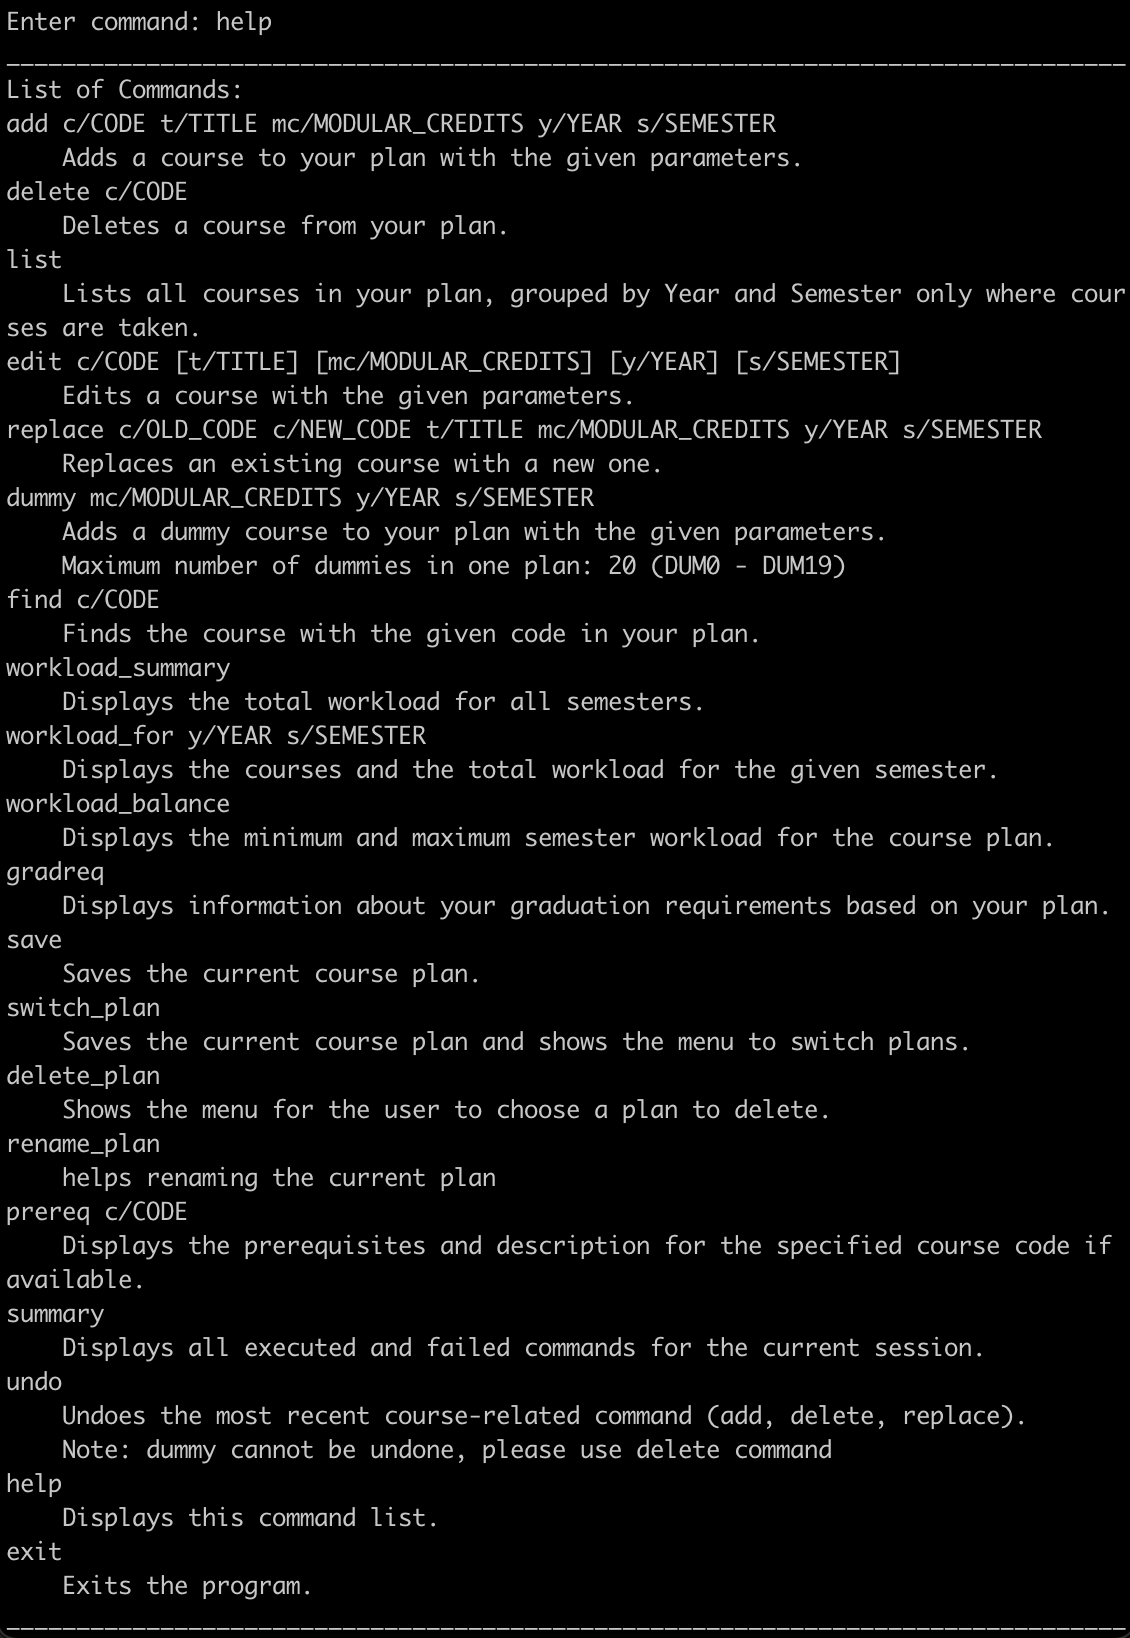 Enter command: help
________________________________________________________________________________
List of Commands:
add c/CODE t/TITLE mc/MODULAR_CREDITS y/YEAR s/SEMESTER
    Adds a course to your plan with the given parameters.
delete c/CODE
    Deletes a course from your plan.
list
    Lists all courses in your plan, grouped by Year and Semester only where cour
ses are taken.
edit c/CODE [t/TITLE] [mc/MODULAR_CREDITS] [y/YEAR] [s/SEMESTER]
    Edits a course with the given parameters.
replace c/OLD_CODE c/NEW_CODE t/TITLE mc/MODULAR_CREDITS y/YEAR s/SEMESTER
    Replaces an existing course with a new one.
dummy mc/MODULAR_CREDITS y/YEAR s/SEMESTER
    Adds a dummy course to your plan with the given parameters.
    Maximum number of dummies in one plan: 20 (DUM0 - DUM19)
find c/CODE
    Finds the course with the given code in your plan.
workload_summary
    Displays the total workload for all semesters.
workload_for y/YEAR s/SEMESTER
    Displays the courses and the total workload for the given semester.
workload_balance
    Displays the minimum and maximum semester workload for the course plan.
gradreq
    Displays information about your graduation requirements based on your plan.
save
    Saves the current course plan.
switch_plan
    Saves the current course plan and shows the menu to switch plans.
delete_plan
    Shows the menu for the user to choose a plan to delete.
rename_plan
    helps renaming the current plan
prereq c/CODE
    Displays the prerequisites and description for the specified course code if
available.
summary
    Displays all executed and failed commands for the current session.
undo
    Undoes the most recent course-related command (add, delete, replace).
    Note: dummy cannot be undone, please use delete command
help
    Displays this command list.
exit
    Exits the program.
________________________________________________________________________________